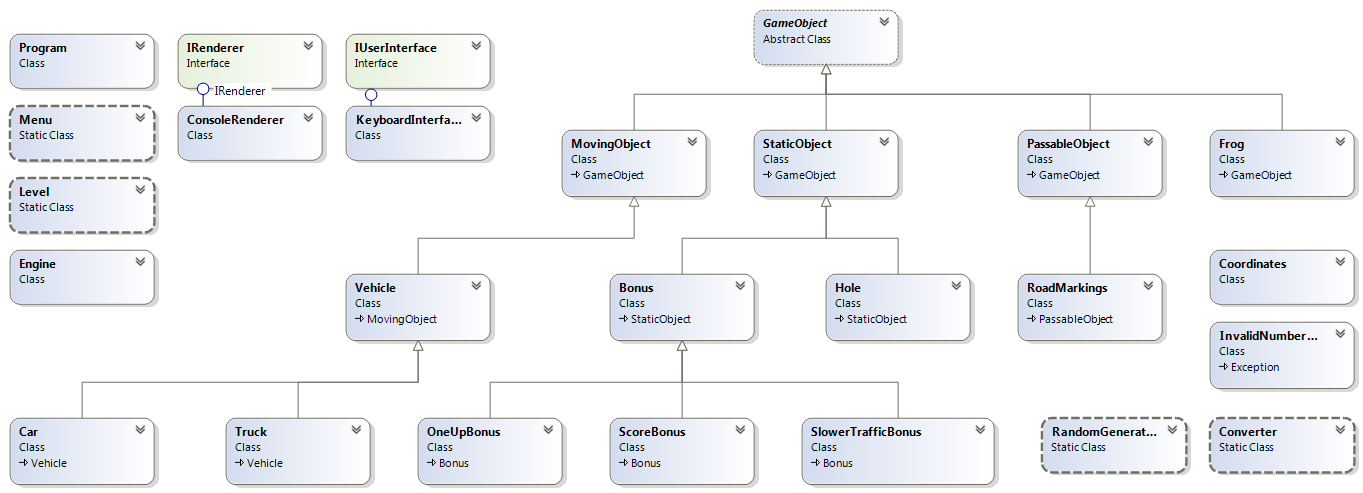 GameObject
Abstract Class
Program
Class
IRenderer
Interface
IUserInterface
Interface
IRenderer
Menu
Static Class
ConsoleRenderer
Class
KeyboardInterfa...
Class
MovingObject
Class
GameObject
StaticObject
Class
GameObject
PassableObject
Class
GameObject
Frog
Class
GameObject
Level
Static Class
Engine
Class
Vehicle
Class
MovingObject
Bonus
Class
StaticObject
Hole
Class
StaticObject
RoadMarkings
Class
PassableObject
Coordinates
Class
InvalidNumber...
Class
Exception
Car
Class
Vehicle
Truck
Class
Vehicle
OneUpBonus
Class
Bonus
ScoreBonus
Class
Bonus
SlowerTrafficBonus
Class
Bonus
RandomGenerat...
Static Class
Converter
Static Class